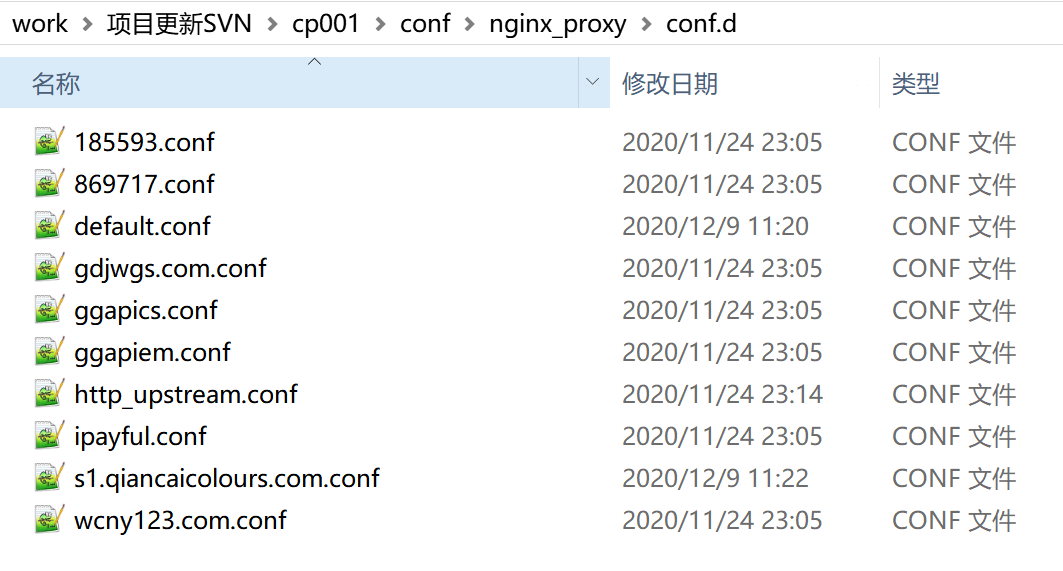 work > 项目更新SVN > cp001 > conf > nginx_proxy > conf.d
名称 修改日期 类型
185593.conf 2020/11/24 23:05 CONF 文件
869717.conf 2020/11/24 23:05 CONF 文件
default.conf 2020/12/9 11:20 CONF 文件
gdjwgs.com.conf 2020/11/24 23:05 CONF 文件
ggapics.conf 2020/11/24 23:05 CONF 文件
ggapiem.conf 2020/11/24 23:05 CONF 文件
http_upstream.conf 2020/11/24 23:14 CONF 文件
ipayful.conf 2020/11/24 23:05 CONF 文件
s1.qiancaicolours.com.conf 2020/12/9 11:22 CONF 文件
wcny123.com.conf 2020/11/24 23:05 CONF 文件